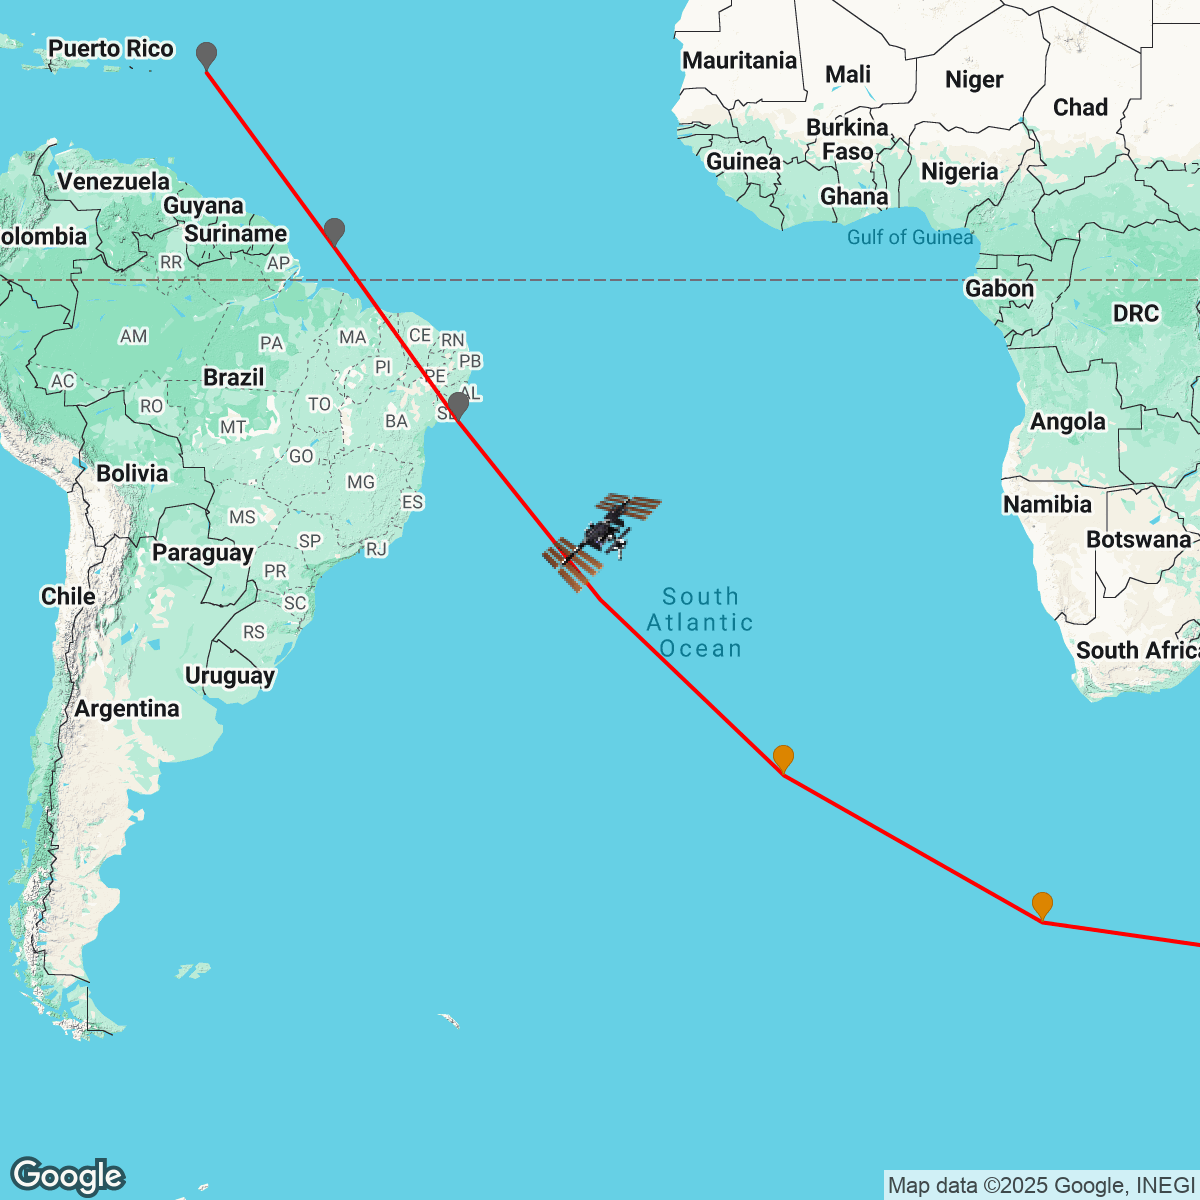 Puerto Rico
Mauritania
Mali
Niger
Chad
Burkina
Faso
Guinea
Nigeria
Venezuela
Ghana
Guyana
Suriname
olombia
Gulf of Guinea
RR
AP
Gabon
DRC
AM
PA
MA
CE
RN
PI
PB
PE
Brazil
AC
AL
TO
RO
BA
MT
Angola
GO
Bolivia
MG
ES
Namibia
MS
SP
RJ
Botswana
Paraguay
PR
Chile
SC
South
Atlantic
Ocean
RS
South Africa
Uruguay
Argentina
Google
Map data ©2025 Google, INEGI